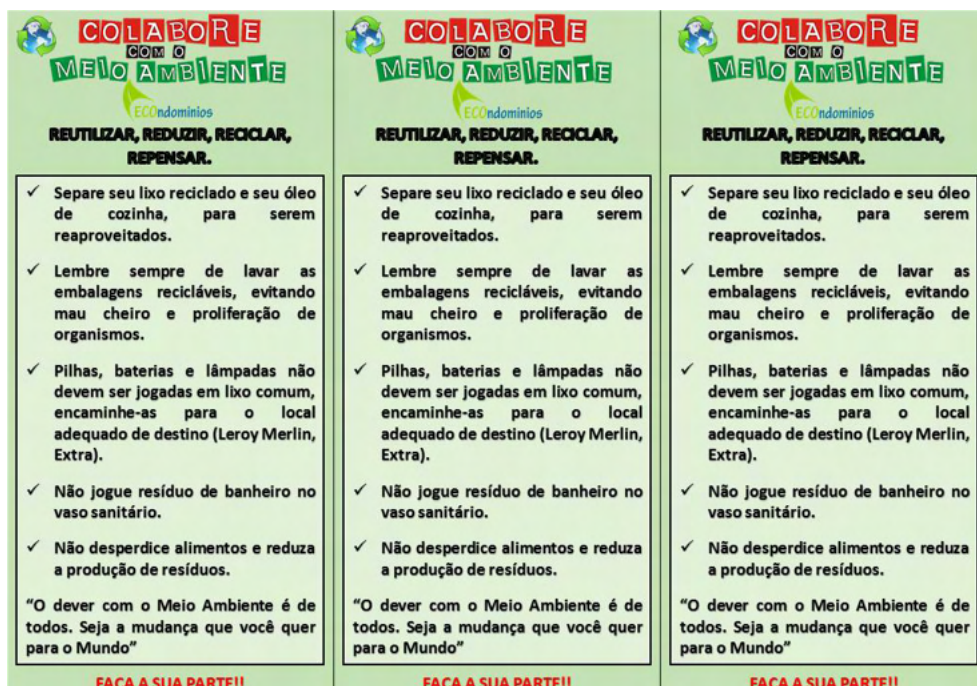 COLABORE
COM O
MEIO AMBIENTE
ECOndominios
REUTILIZAR, REDUZIR, RECICLAR,
REPENSAR.
✓ Separe seu lixo reciclado e seu óleo
de cozinha, para serem
reaproveitados.
✓ Lembre sempre de lavar as
embalagens recicláveis, evitando
mau cheiro e proliferação de
organismos.
✓ Pilhas, baterias e lâmpadas não
devem ser jogadas em lixo comum,
encaminhe-as para o local
adequado de destino (Leroy Merlin,
Extra).
✓ Não jogue resíduo de banheiro no
vaso sanitário.
✓ Não desperdice alimentos e reduza
a produção de resíduos.
“O dever com o Meio Ambiente é de
todos. Seja a mudança que você quer
para o Mundo”
FAÇA A SUA PARTE!!
COLABORE
COM O
MEIO AMBIENTE
ECOndominios
REUTILIZAR, REDUZIR, RECICLAR,
REPENSAR.
✓ Separe seu lixo reciclado e seu óleo
de cozinha, para serem
reaproveitados.
✓ Lembre sempre de lavar as
embalagens recicláveis, evitando
mau cheiro e proliferação de
organismos.
✓ Pilhas, baterias e lâmpadas não
devem ser jogadas em lixo comum,
encaminhe-as para o local
adequado de destino (Leroy Merlin,
Extra).
✓ Não jogue resíduo de banheiro no
vaso sanitário.
✓ Não desperdice alimentos e reduza
a produção de resíduos.
“O dever com o Meio Ambiente é de
todos. Seja a mudança que você quer
para o Mundo”
FAÇA A SUA PARTE!!
COLABORE
COM O
MEIO AMBIENTE
ECOndominios
REUTILIZAR, REDUZIR, RECICLAR,
REPENSAR.
✓ Separe seu lixo reciclado e seu óleo
de cozinha, para serem
reaproveitados.
✓ Lembre sempre de lavar as
embalagens recicláveis, evitando
mau cheiro e proliferação de
organismos.
✓ Pilhas, baterias e lâmpadas não
devem ser jogadas em lixo comum,
encaminhe-as para o local
adequado de destino (Leroy Merlin,
Extra).
✓ Não jogue resíduo de banheiro no
vaso sanitário.
✓ Não desperdice alimentos e reduza
a produção de resíduos.
“O dever com o Meio Ambiente é de
todos. Seja a mudança que você quer
para o Mundo”
FAÇA A SUA PARTE!!